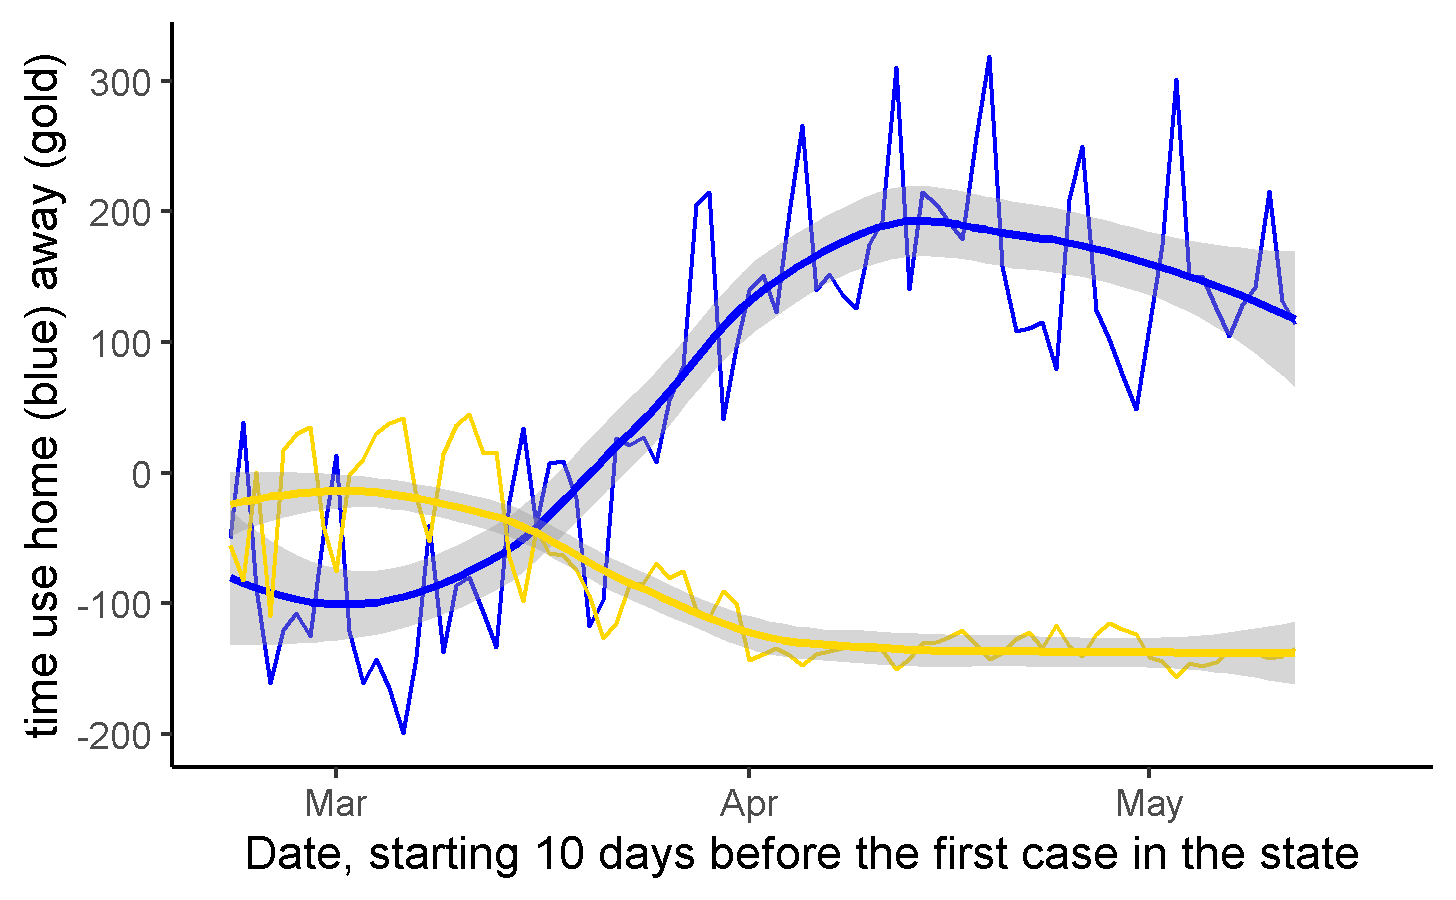 time use home (blue) away (gold)
300
200
100
0
-100
-200
Mar Apr May
Date, starting 10 days before the first case in the state